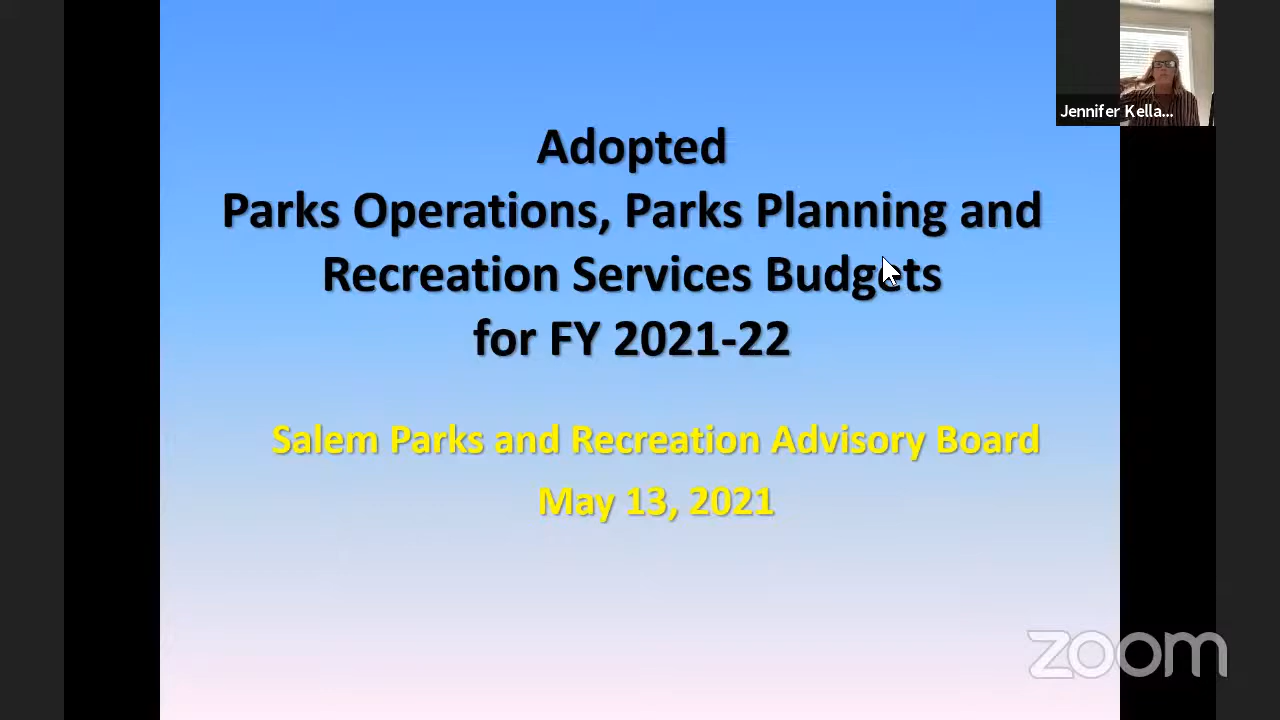 Jennifer Kella...
Adopted
Parks Operations, Parks Planning and
Recreation Services Budgets
for FY 2021-22
Salem Parks and Recreation Advisory Board
May 13, 2021
zoom